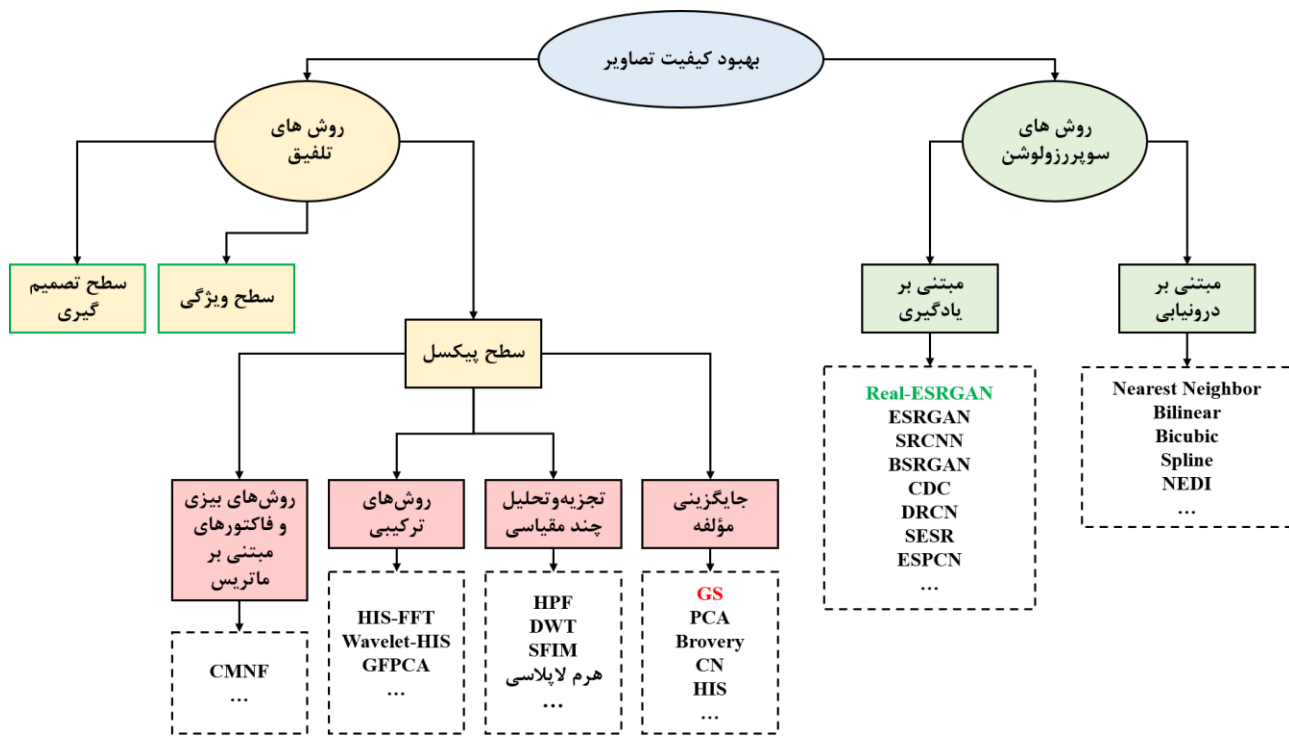 بهبود کیفیت تصاویر
روش های
سوپررزولوشن
روش های
تلفیق
مبتنی بر
درونیابی
مبتنی بر
یادگیری
سطح ویژگی
سطح تصمیم
گیری
سطح پیکسل
Nearest Neighbor
Bilinear
Bicubic
Spline
NEDI
...
Real-ESRGAN
ESRGAN
SRCNN
BSRGAN
CDC
DRCN
SESR
ESPCN
...
جایگزینی
مؤلفه
تجزیه‌وتحلیل
چند مقیاسی
روش‌های
ترکیبی
روش‌های بیزی
و فاکتورهای
مبتنی بر
ماتریس
GS
PCA
Brovery
CN
HIS
...
HPF
DWT
SFIM
هرم لاپلاسی
...
HIS-FFT
Wavelet-HIS
GFPCA
...
CMNF
...